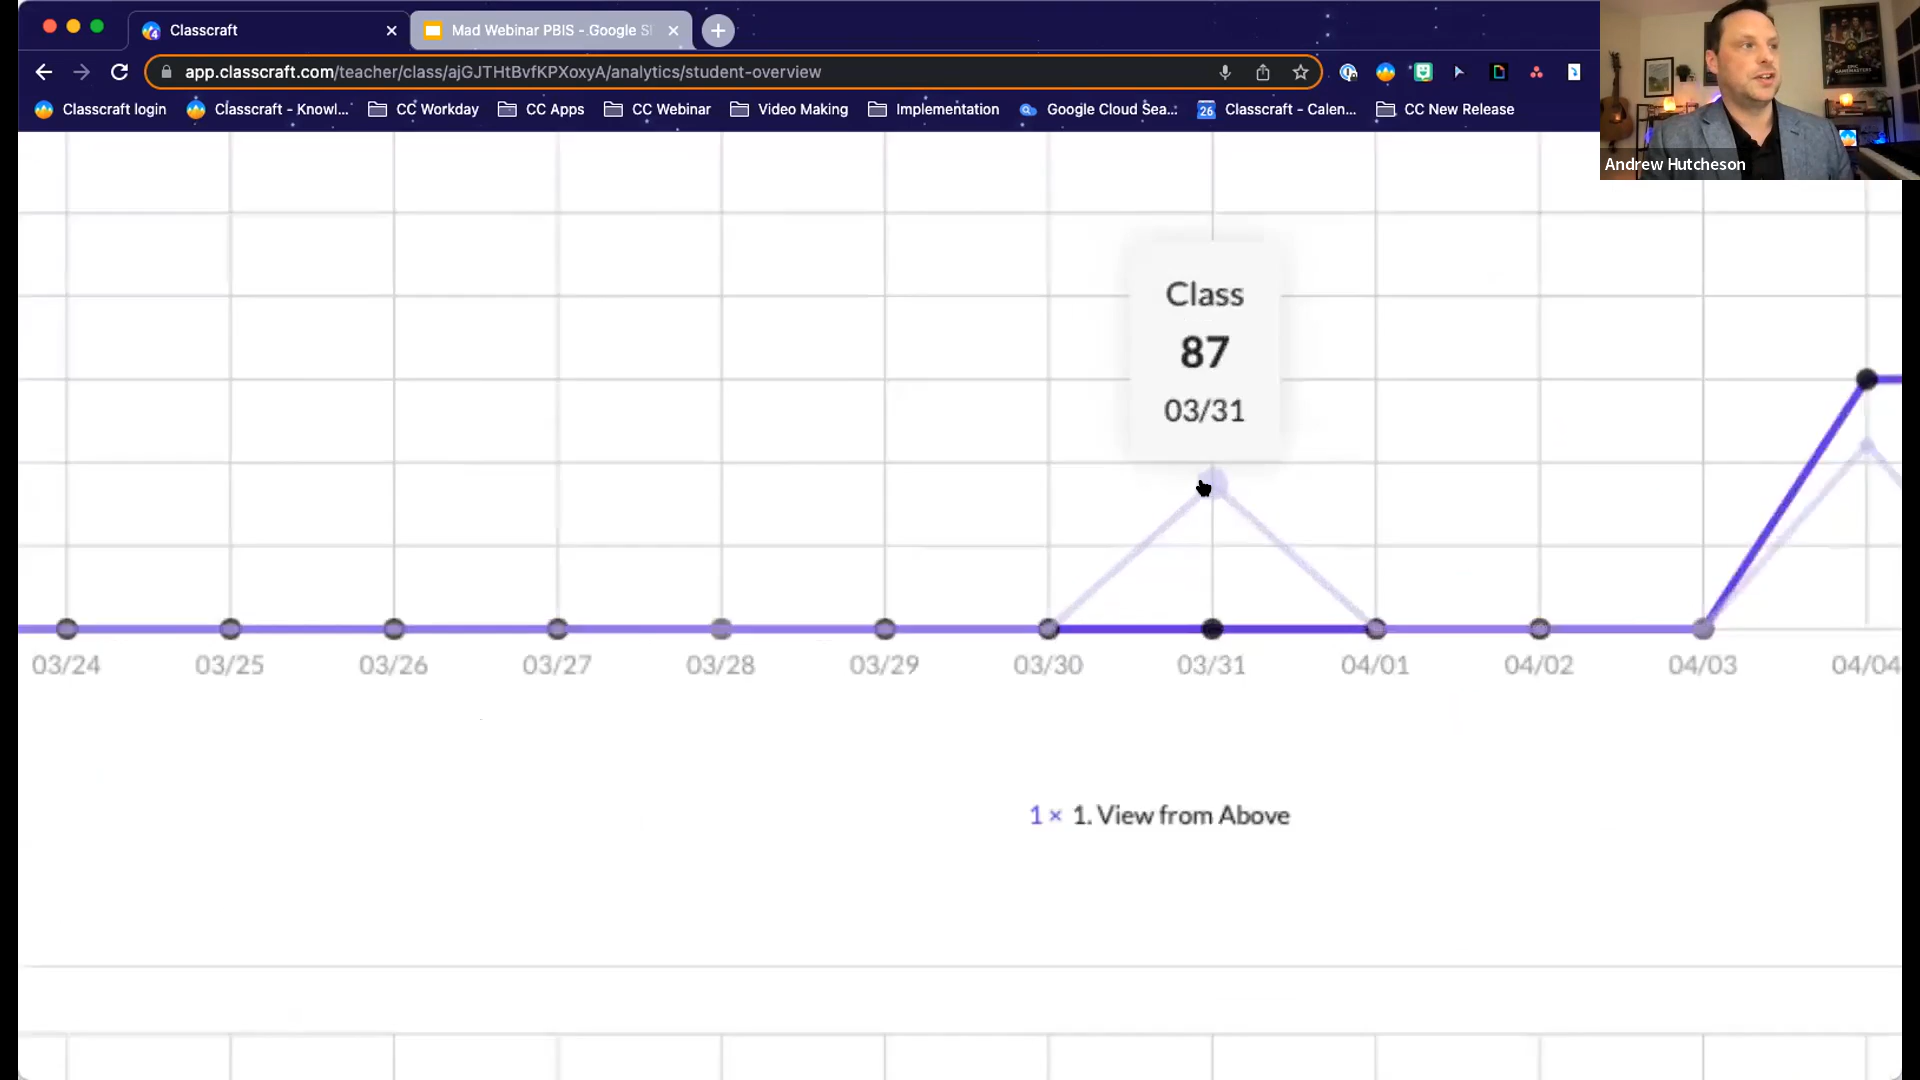 Classcraft
Mad Webinar PBIS - Google Sl
app.classcraft.com/teacher/class/ajGJTHtBvfKPXoxyA/analytics/student-overview
Classcraft login
Classcraft - Knowl...
CC Workday
CC Apps
CC Webinar
Video Making
Implementation
Google Cloud Sea...
26
Classcraft - Calen...
CC New Release
Andrew Hutcheson
Class
87
03/31
03/24 03/25 03/26 03/27 03/28 03/29 03/30 03/31 04/01 04/02 04/03 04/04
1 × 1. View from Above